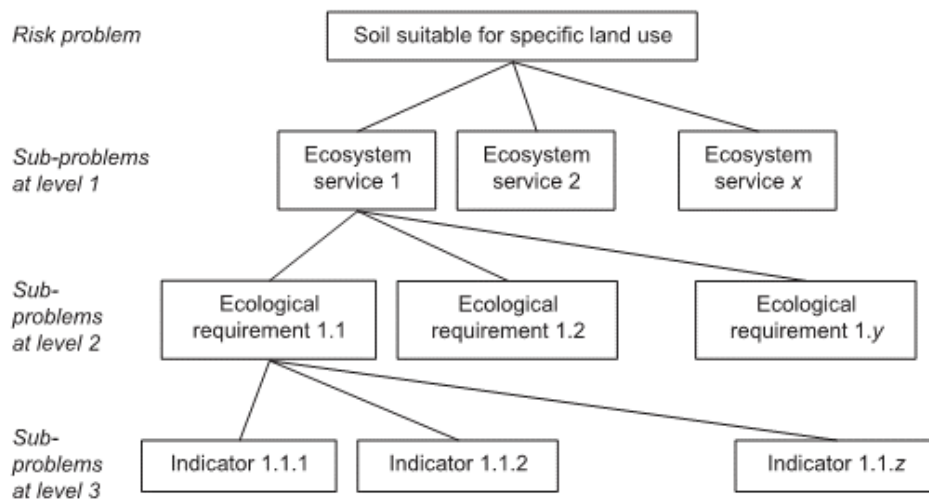 Risk problem
Soil suitable for specific land use
Sub-problems
at level 1
Ecosystem
service 1
Ecosystem
service 2
Ecosystem
service x
Sub-
problems
at level 2
Ecological
requirement 1.1
Ecological
requirement 1.2
Ecological
requirement 1.y
Sub-
problems
at level 3
Indicator 1.1.1
Indicator 1.1.2
Indicator 1.1.z